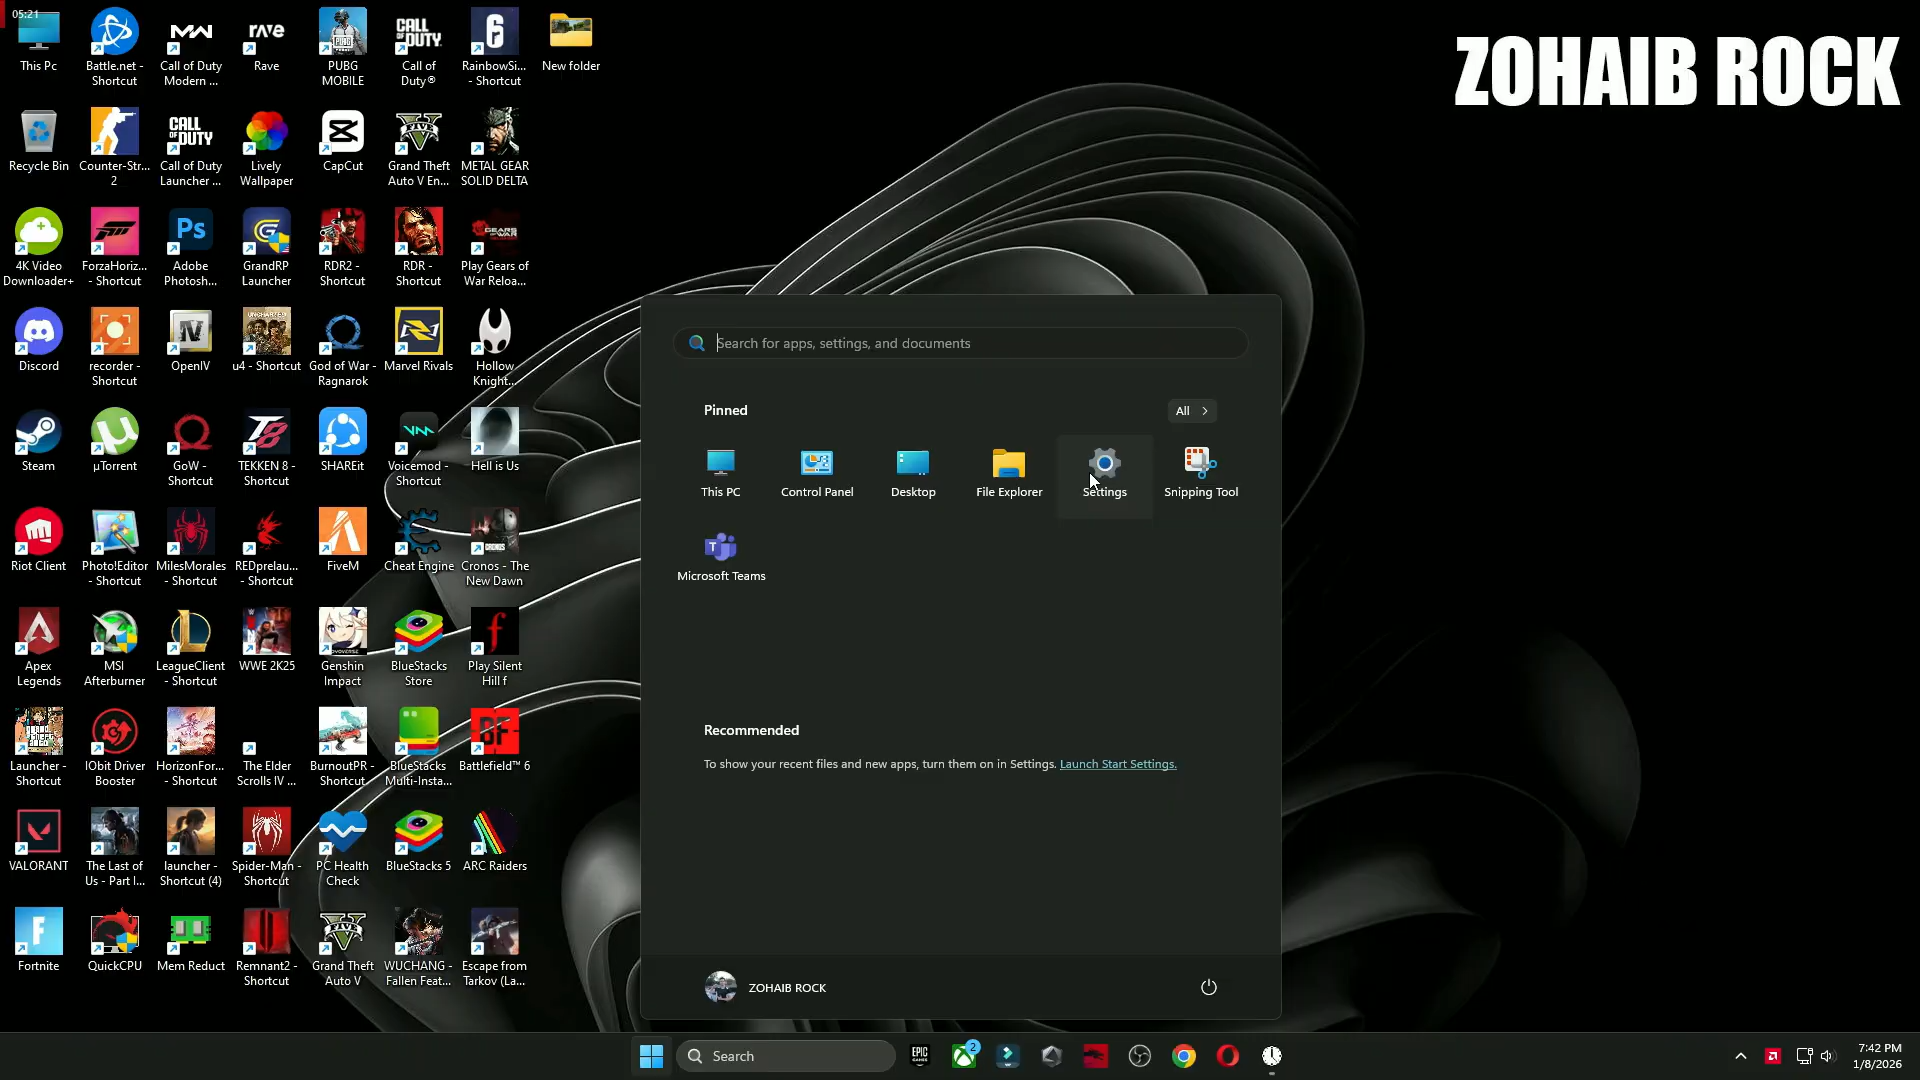 05:21
ZOHAIB ROCK
This Pc
Battle.net -
Shortcut
Call of Duty
Modern ...
Rave
PUBG
MOBILE
Call of
Duty®
RainbowSi...
- Shortcut
New folder
Recycle Bin
Counter-Str...
2
Call of Duty
Launcher ...
Lively
Wallpaper
CapCut
Grand Theft
Auto V En...
METAL GEAR
SOLID DELTA
4K Video
Downloader+
ForzaHoriz...
- Shortcut
Adobe
Photosh...
GrandRP
Launcher
RDR2 -
Shortcut
RDR -
Shortcut
Play Gears of
War Reloa...
Discord
recorder -
Shortcut
OpenIV
u4 - Shortcut
God of War -
Ragnarok
Marvel Rivals
Hollow
Knight...
Steam
µTorrent
GoW -
Shortcut
TEKKEN 8 -
Shortcut
SHAREit
Voicemod -
Shortcut
Hell is Us
Riot Client
Photo!Editor
- Shortcut
MilesMorales
- Shortcut
REDprelau...
- Shortcut
FiveM
Cheat Engine
Cronos - The
New Dawn
Apex
Legends
MSI
Afterburner
LeagueClient
- Shortcut
WWE 2K25
Genshin
Impact
BlueStacks
Store
Play Silent
Hill f
Launcher -
Shortcut
IObit Driver
Booster
HorizonFor...
- Shortcut
The Elder
Scrolls IV ...
BurnoutPR -
Shortcut
BlueStacks
Multi-Insta...
Battlefield™ 6
VALORANT
The Last of
Us - Part I...
launcher -
Shortcut (4)
Spider-Man -
Shortcut
PC Health
Check
BlueStacks 5
ARC Raiders
Fortnite
QuickCPU
Mem Reduct
Remnant2 -
Shortcut
Grand Theft
Auto V
WUCHANG -
Fallen Feat...
Escape from
Tarkov (La...
Search for apps, settings, and documents
Pinned
All
This PC
Control Panel
Desktop
File Explorer
Settings
Snipping Tool
Microsoft Teams
Recommended
To show your recent files and new apps, turn them on in Settings. Launch Start Settings.
ZOHAIB ROCK
Search
EPIC
GAMES
2
7:42 PM
1/8/2026